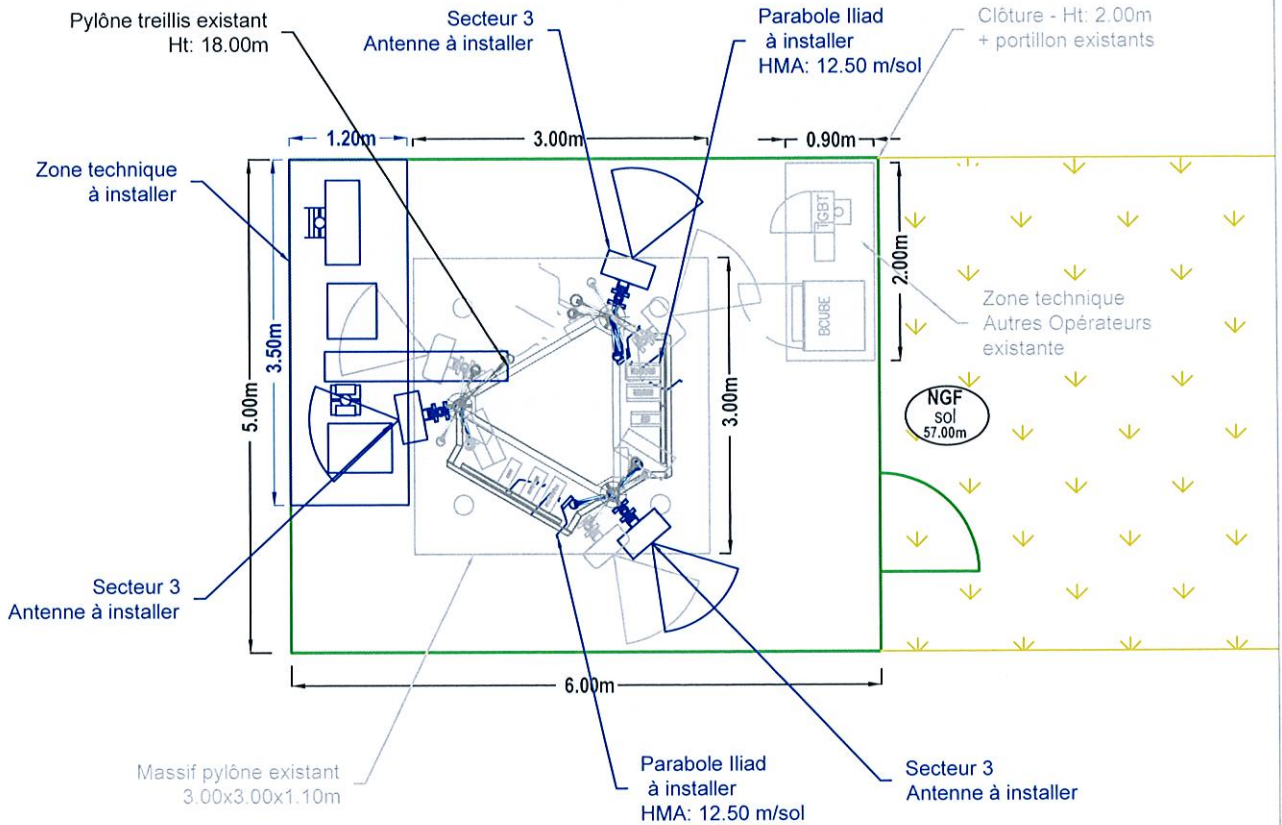 Pylône treillis existant
Ht: 18.00m
Secteur 3
Antenne à installer
Parabole Iliad
à installer
HMA: 12.50 m/sol
Clôture - Ht: 2.00m
+ portillon existants
1.20m
3.00m
0.90m
Zone technique
à installer
TGBT
2.00m
BCUBE
Zone technique
Autres Opérateurs
existante
3.50m
5.00m
3.00m
NGF
sol
57.00m
Secteur 3
Antenne à installer
6.00m
Massif pylône existant
3.00x3.00x1.10m
Parabole Iliad
à installer
HMA: 12.50 m/sol
Secteur 3
Antenne à installer